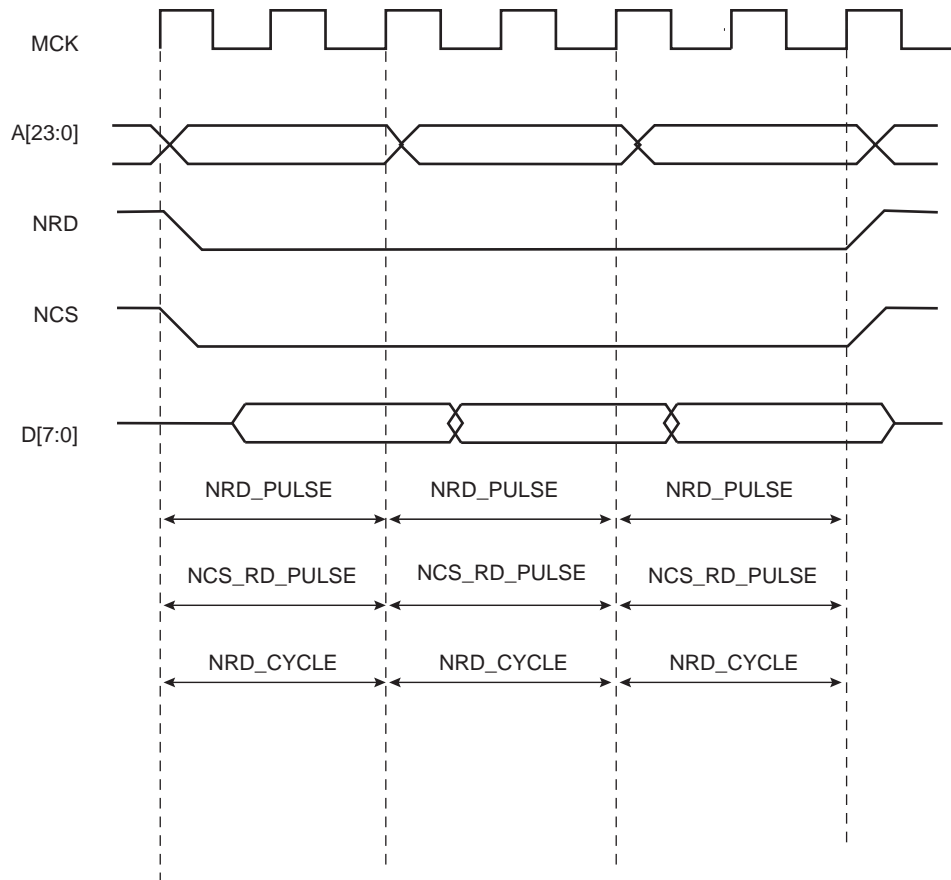 MCK
A[23:0]
NRD
NCS
D[7:0]
NRD_PULSE NRD_PULSE NRD_PULSE
NCS_RD_PULSE NCS_RD_PULSE NCS_RD_PULSE
NRD_CYCLE NRD_CYCLE NRD_CYCLE